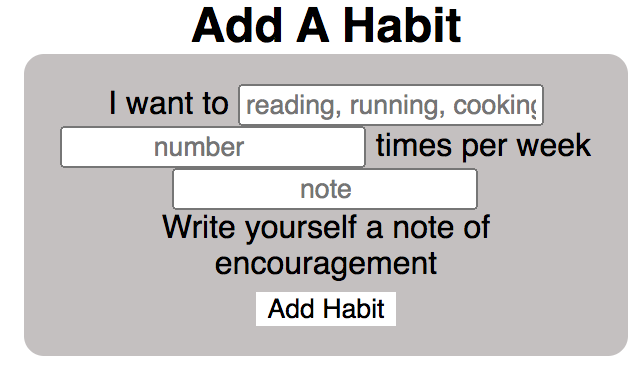 Add A Habit
I want to reading, running, cooking
number times per week
note
Write yourself a note of
encouragement
Add Habit